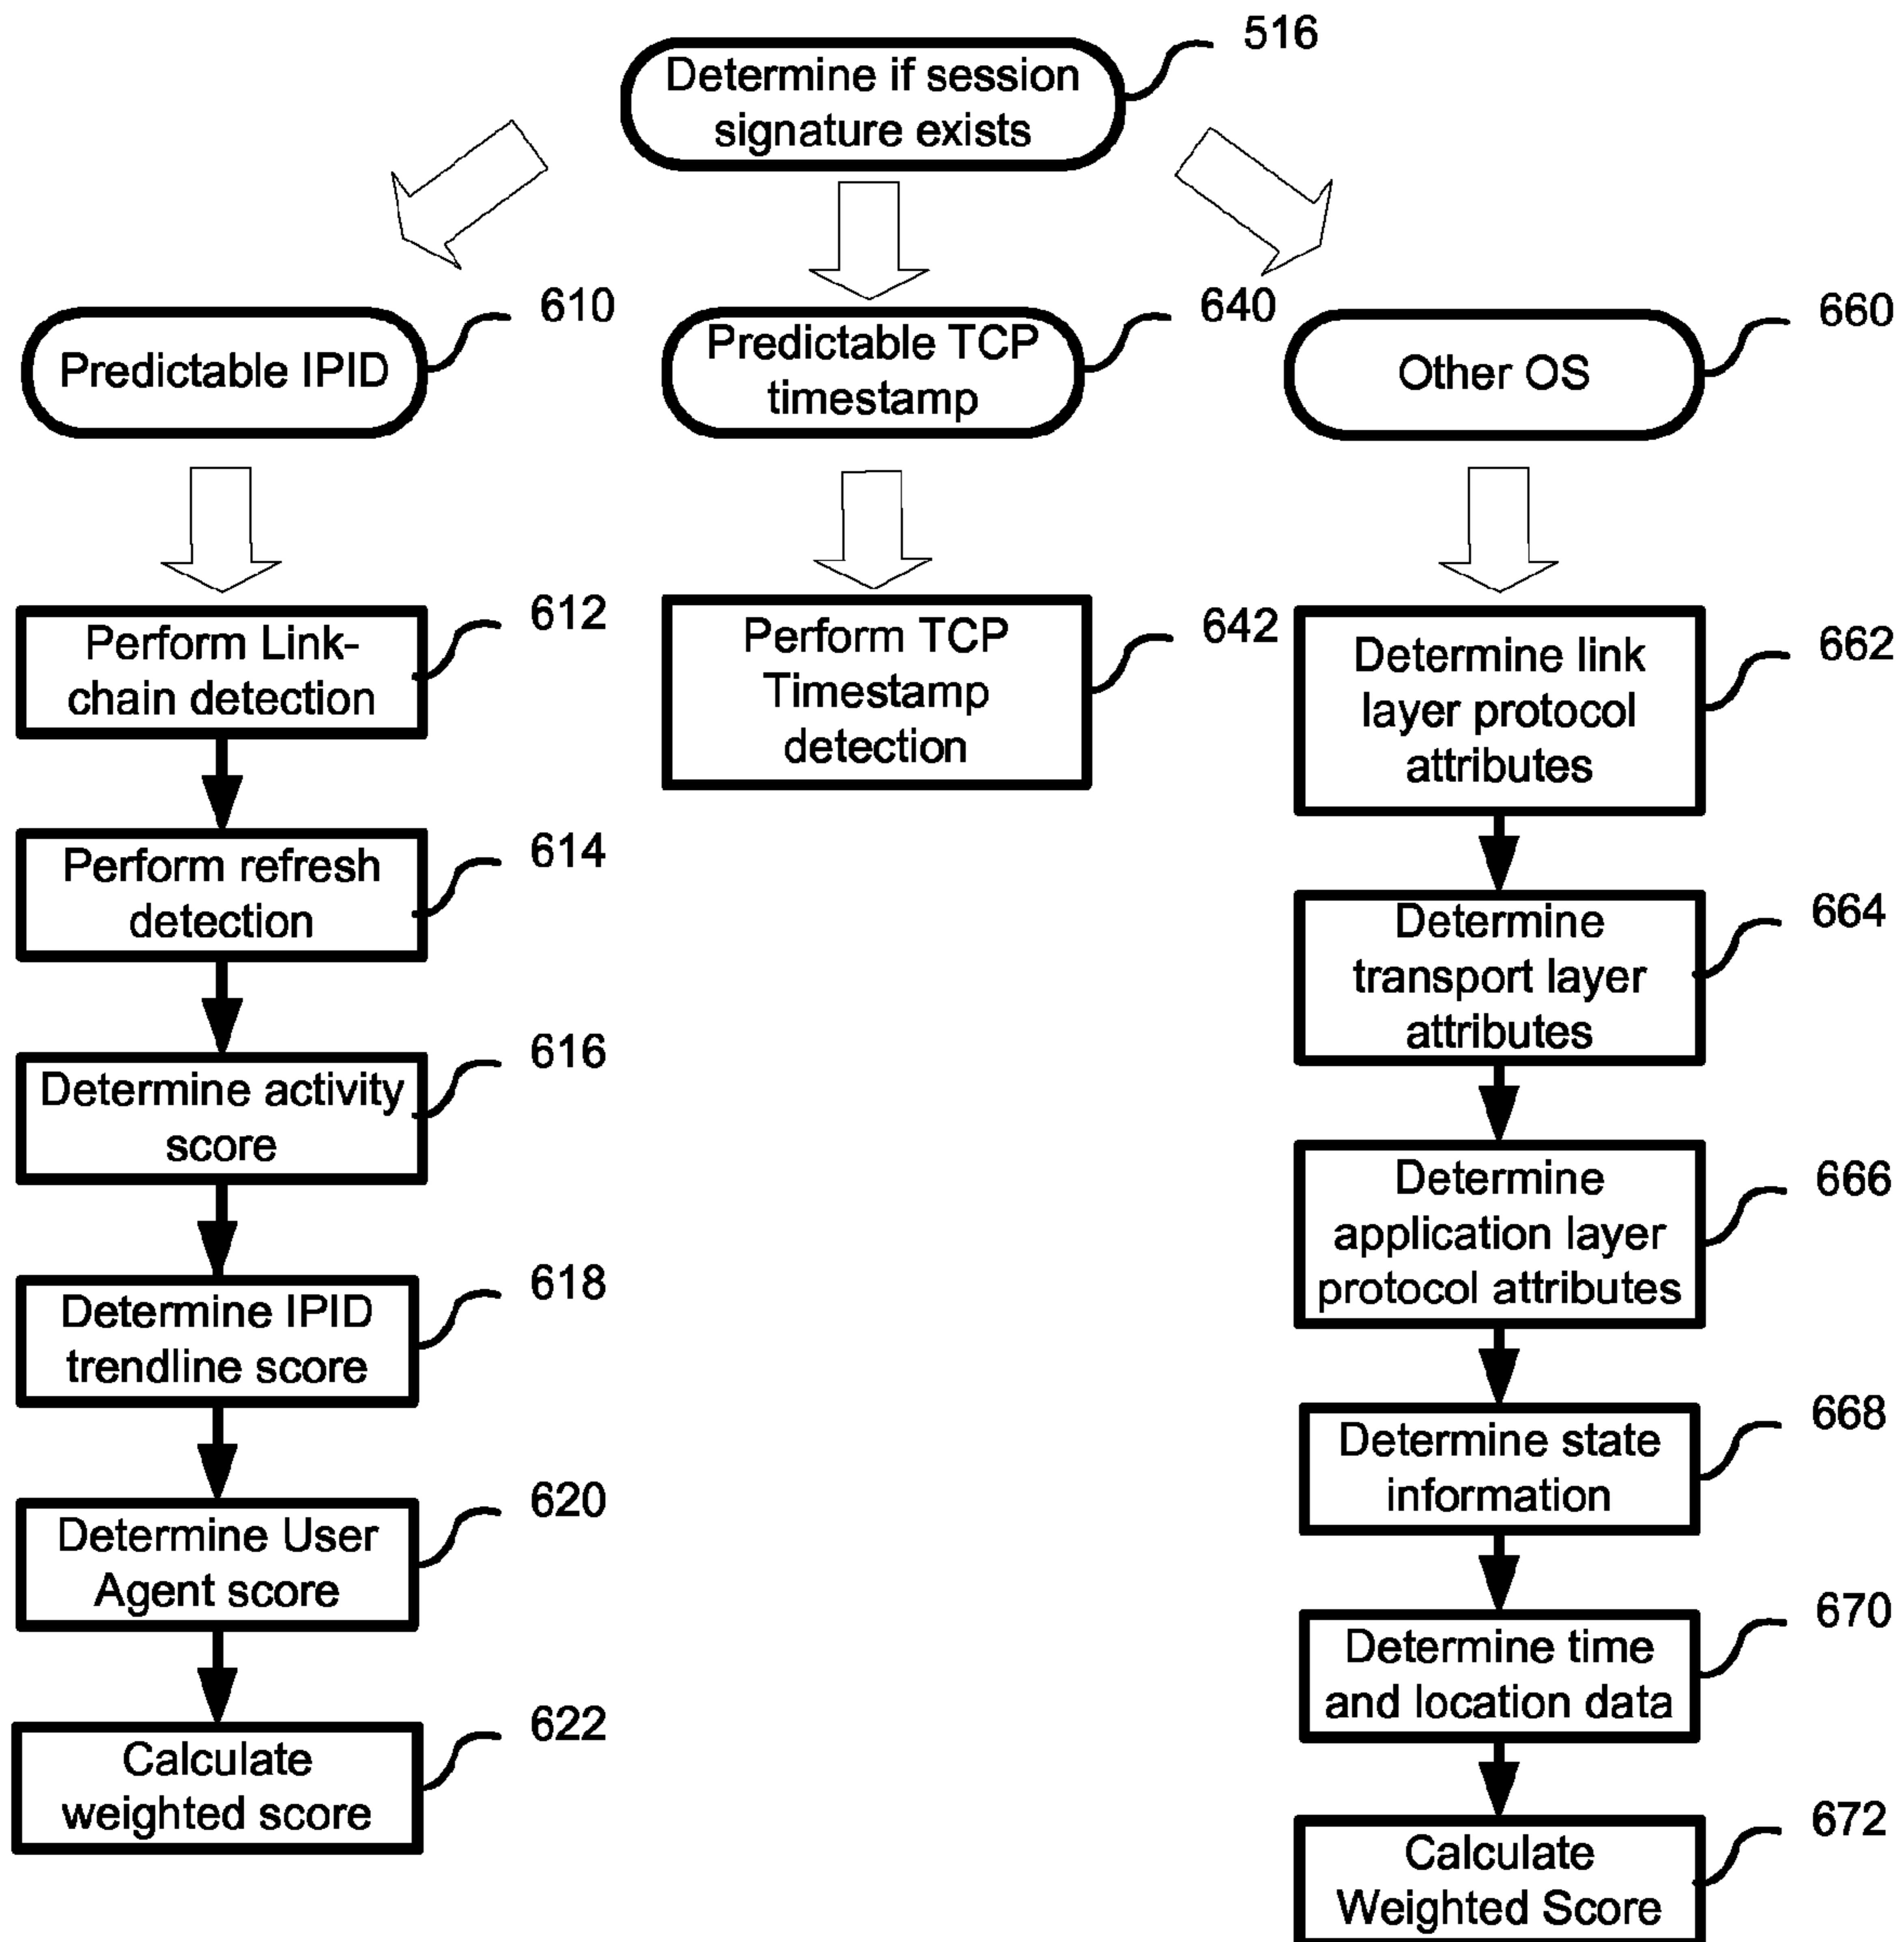 Determine if session
signature exists
516
Predictable IPID
610
Predictable TCP
timestamp
640
Other OS
660
Perform Link-
chain detection
612
Perform refresh
detection
614
Determine activity
score
616
Determine IPID
trendline score
618
Determine User
Agent score
620
Calculate
weighted score
622
Perform TCP
Timestamp
detection
642
Determine link
layer protocol
attributes
662
Determine
transport layer
attributes
664
Determine
application layer
protocol attributes
666
Determine state
information
668
Determine time
and location data
670
Calculate
Weighted Score
672